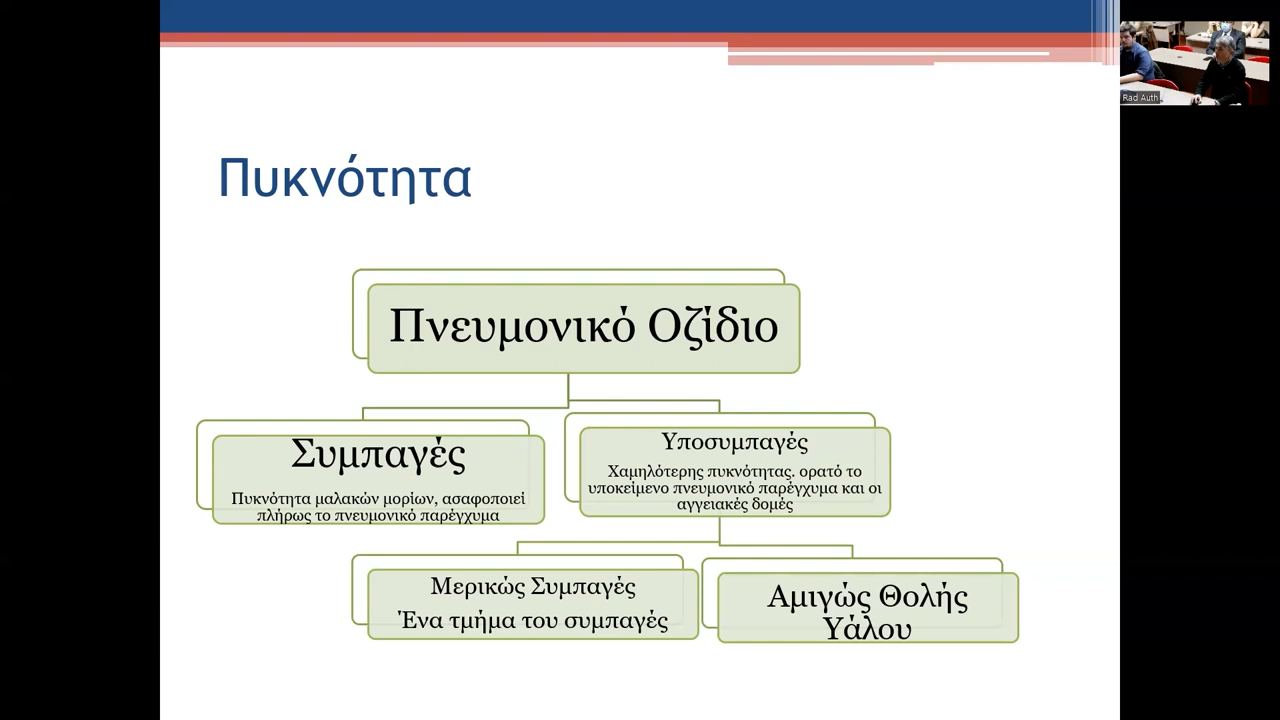 Rad Auth
Πυκνότητα
Πνευμονικό Οζίδιο
Συμπαγές
Πυκνότητα μαλακών μορίων, ασαφοποιεί
πλήρως το πνευμονικό παρέγχυμα
Υποσυμπαγές
Χαμηλότερης πυκνότητας. ορατό το
υποκείμενο πνευμονικό παρέγχυμα και οι
αγγειακές δομές
Μερικώς Συμπαγές
Ένα τμήμα του συμπαγές
Αμιγώς Θολής
Υάλου